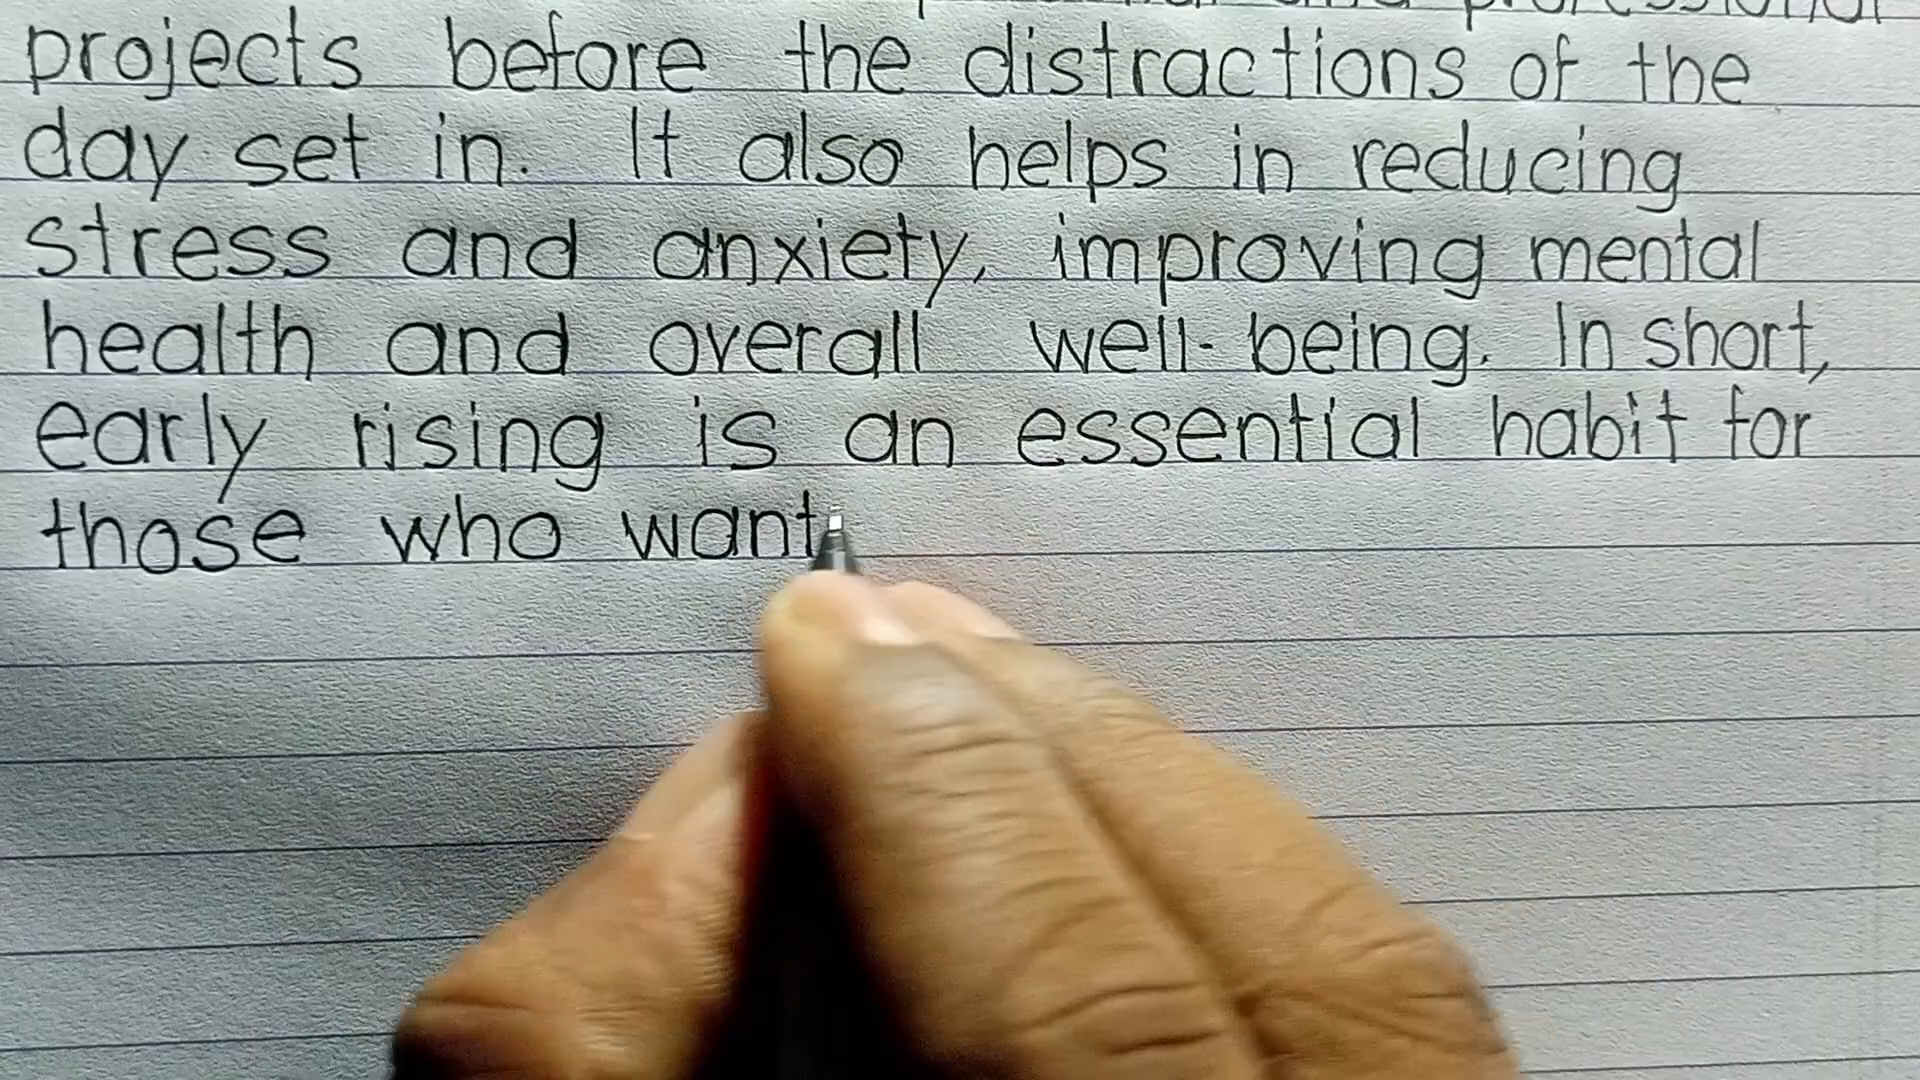 professional
projects before the distractions of the
day set in. It also helps in reducing
stress and anxiety, improving mental
health and overall well-being. In short,
early rising is an essential habit for
those who want